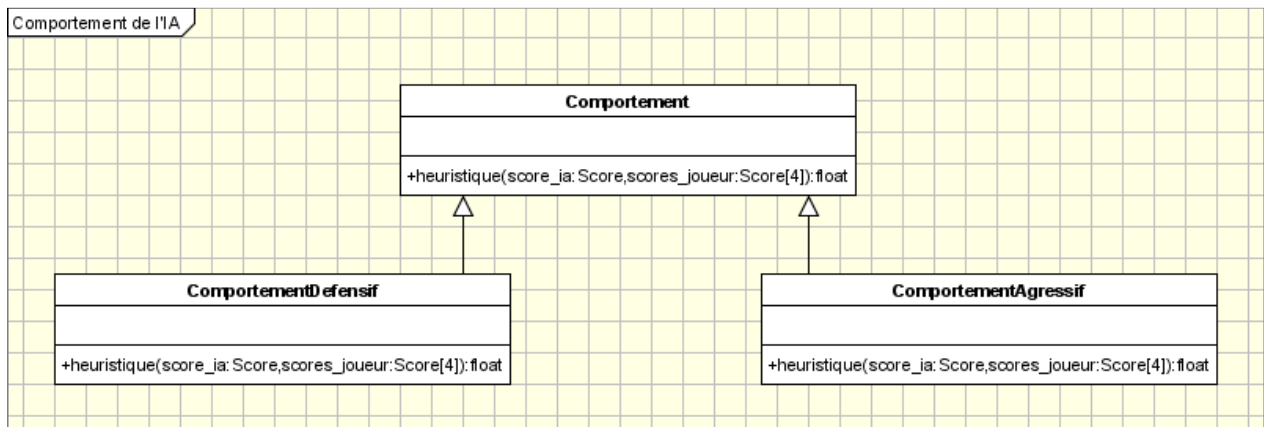 Comportement de l'IA
Comportement
+heuristique(score_ia:Score,scores_joueur:Score[4]):float
ComportementDefensif
+heuristique(score_ia:Score,scores_joueur:Score[4]):float
ComportementAgressif
+heuristique(score_ia:Score,scores_joueur:Score[4]):float